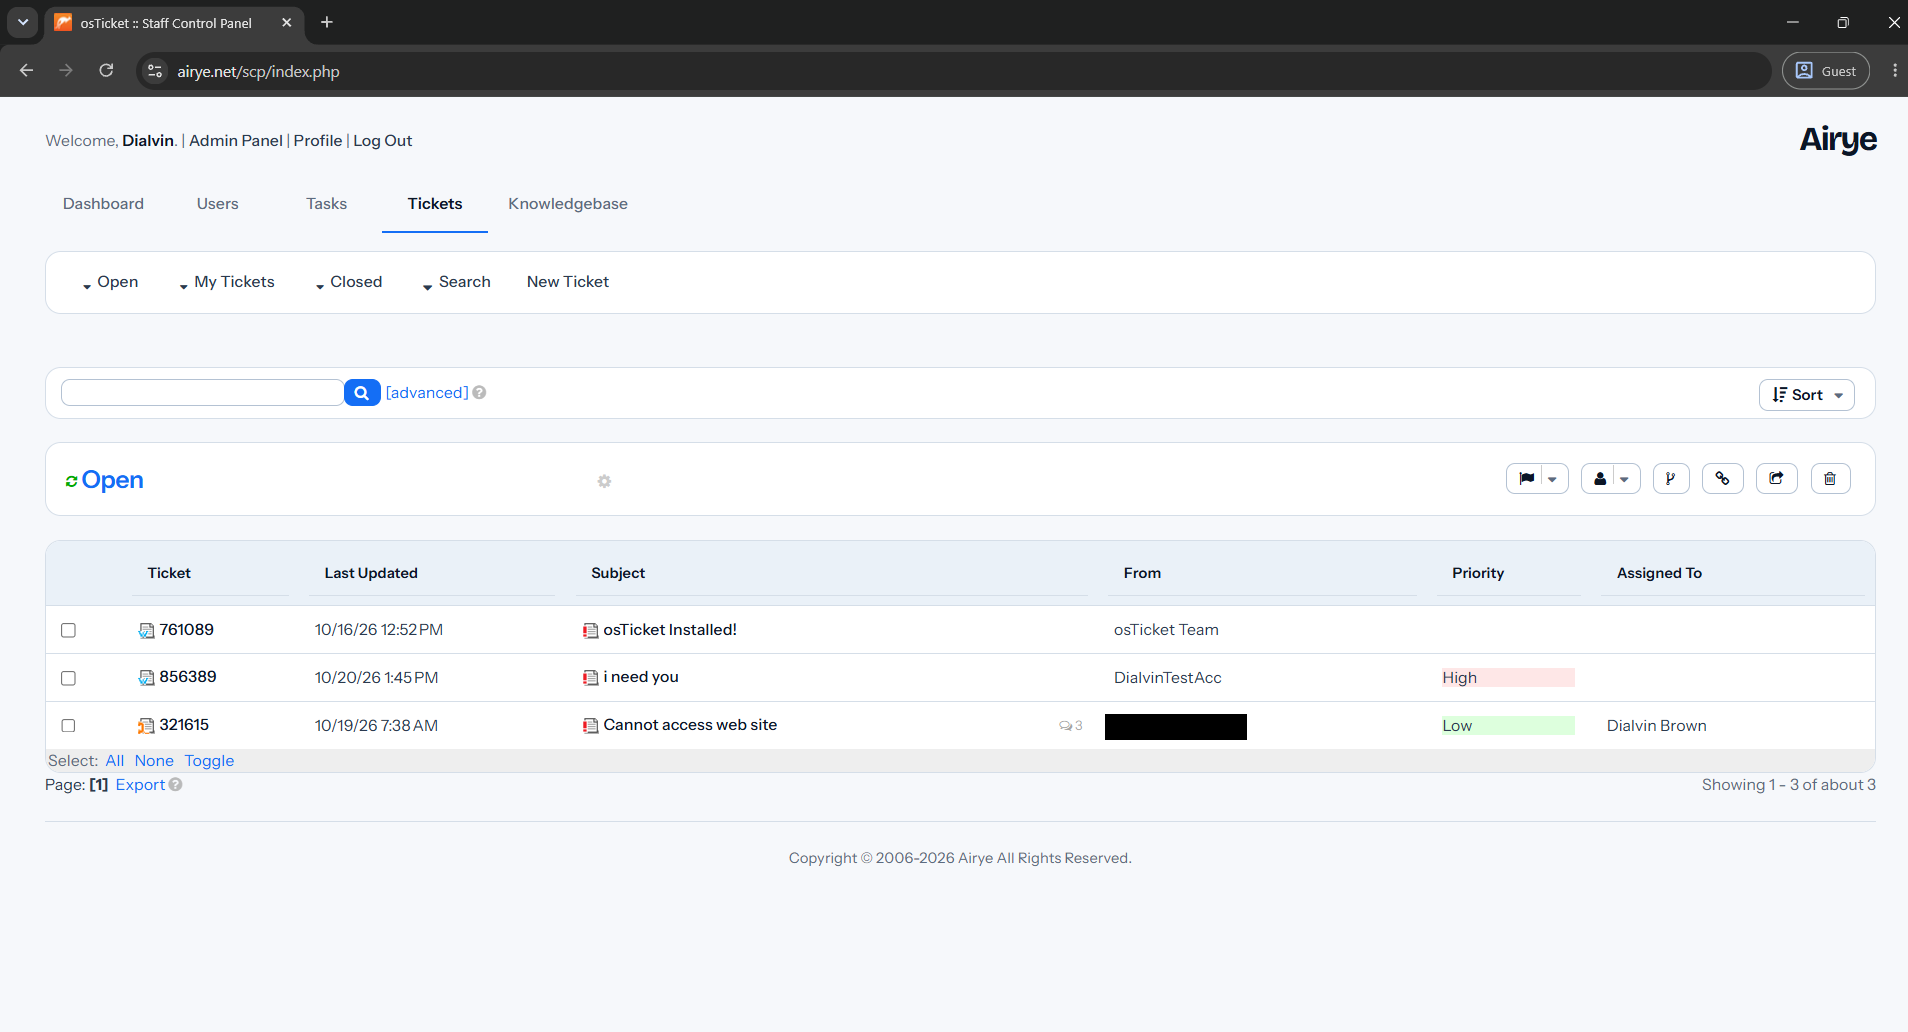 osTicket :: Staff Control Panel
airye.net/scp/index.php
Guest
Welcome, Dialvin. | Admin Panel | Profile | Log Out
Airye
Dashboard Users Tasks Tickets Knowledgebase
Open My Tickets Closed Search New Ticket
[advanced]
Sort
Open
Ticket Last Updated Subject From Priority Assigned To
761089 10/16/26 12:52 PM osTicket Installed! osTicket Team
856389 10/20/26 1:45 PM i need you DialvinTestAcc High
321615 10/19/26 7:38 AM Cannot access web site 3 Low Dialvin Brown
Select: All None Toggle
Page: [1] Export Showing 1 - 3 of about 3
Copyright © 2006-2026 Airye All Rights Reserved.